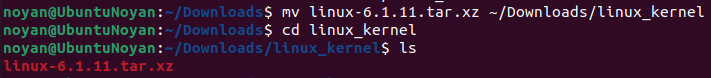 noyan@UbuntuNoyan:~/Downloads$ mv linux-6.1.11.tar.xz ~/Downloads/linux_kernel
noyan@UbuntuNoyan:~/Downloads$ cd linux_kernel
noyan@UbuntuNoyan:~/Downloads/linux_kernel$ ls
linux-6.1.11.tar.xz